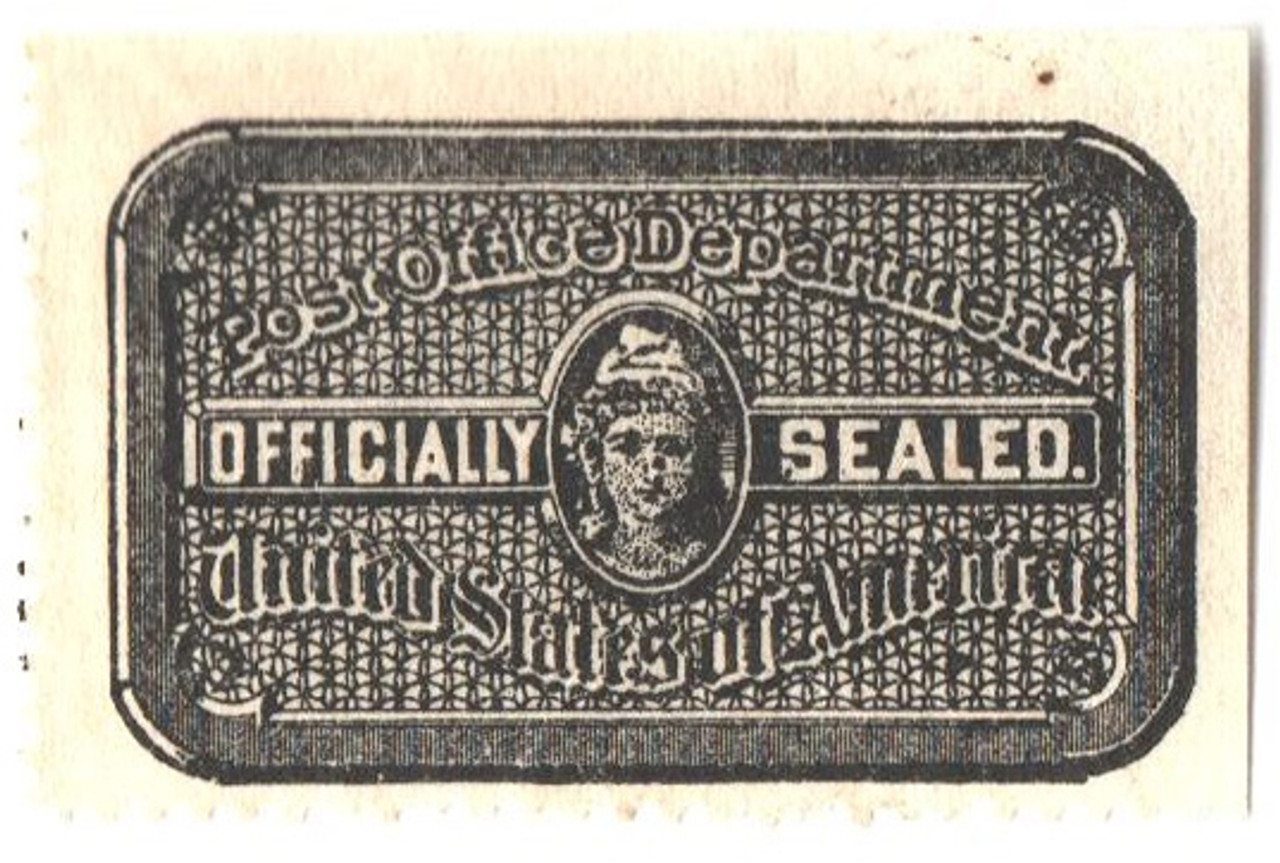 Post Office Department
OFFICIALLY SEALED.
United States of America